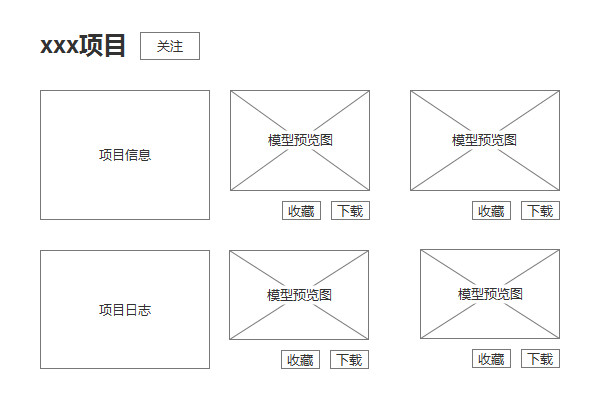 xxx项目
关注
项目信息
模型预览图
模型预览图
收藏
下载
收藏
下载
项目日志
模型预览图
模型预览图
收藏
下载
收藏
下载